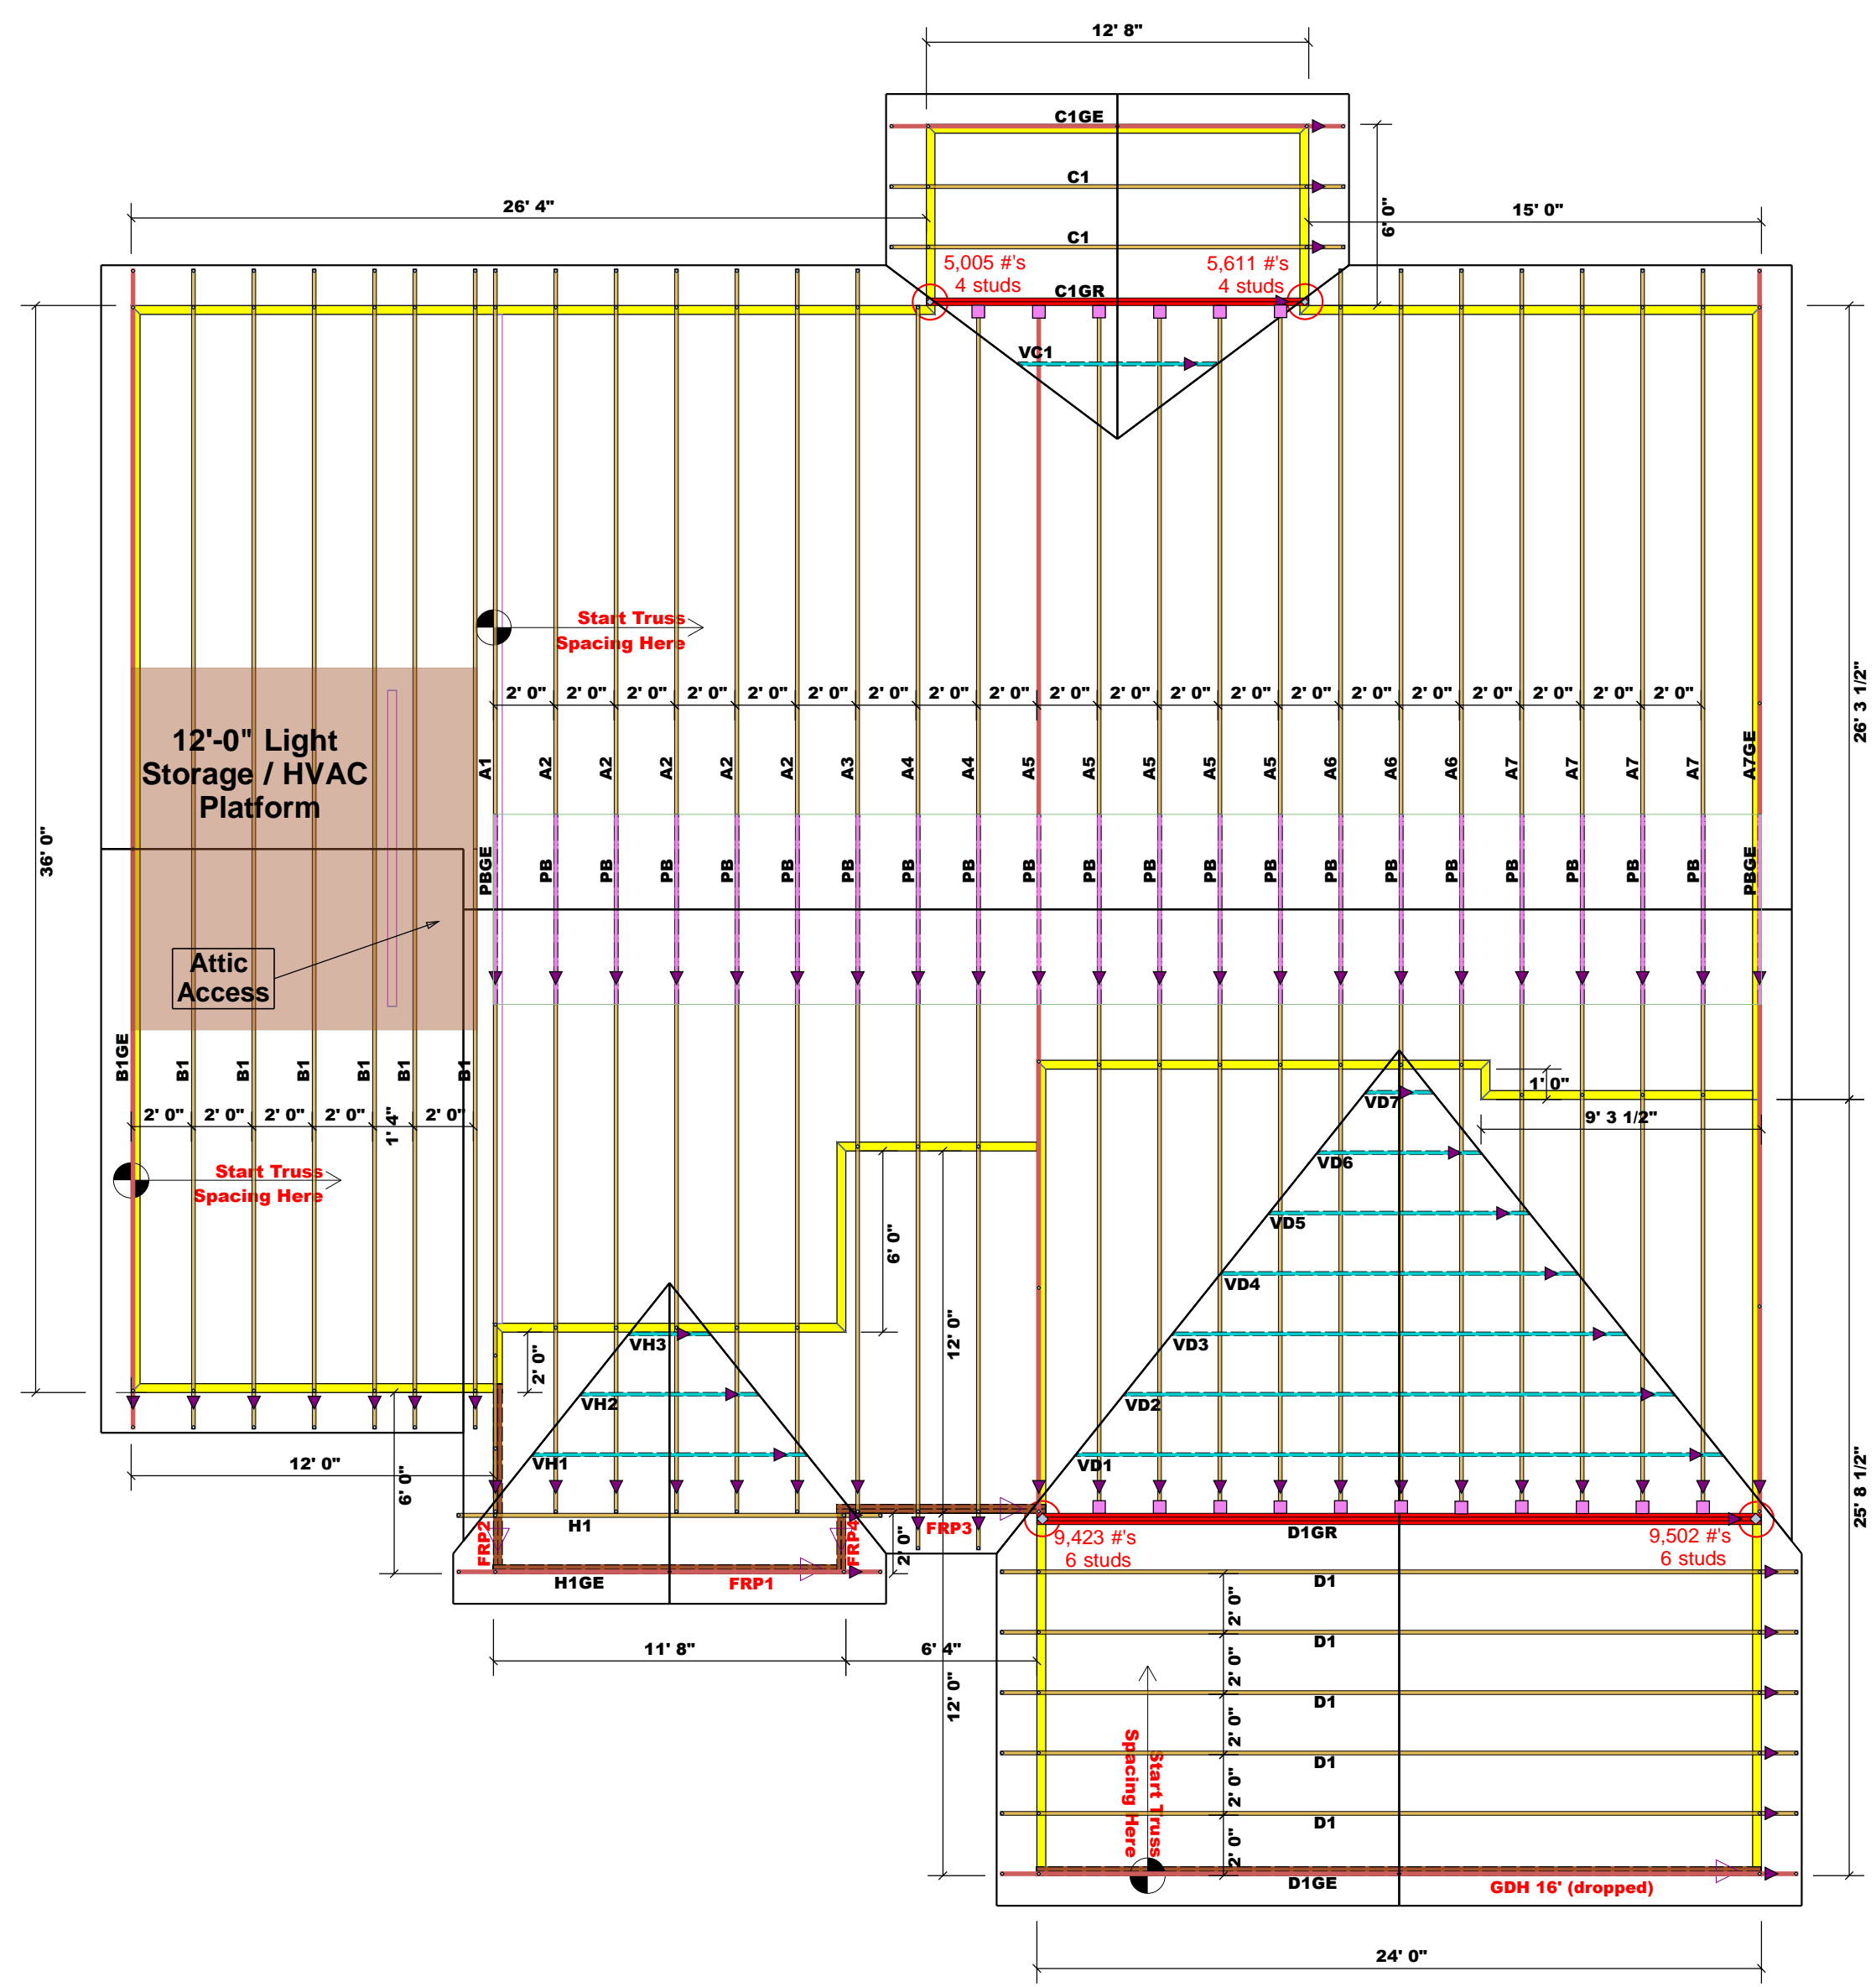 12' 8"
C1GE
C1
C1
26' 4"
15' 0"
6' 0"
5,005 #'s
4 studs
5,611 #'s
4 studs
C1GR
VC1
Start Truss
Spacing Here
26' 3 1/2"
2' 0" 2' 0" 2' 0" 2' 0" 2' 0" 2' 0" 2' 0" 2' 0" 2' 0" 2' 0" 2' 0" 2' 0" 2' 0" 2' 0" 2' 0" 2' 0" 2' 0" 2' 0" 2' 0" 2' 0"
12'-0" Light
Storage / HVAC
Platform
A1 A2 A2 A2 A2 A2 A3 A4 A4 A5 A5 A5 A5 A5 A6 A6 A6 A7 A7 A7 A7 A7GE
36' 0"
PBGE PB PB PB PB PB PB PB PB PB PB PB PB PB PB PB PB PB PB PB PB PBGE
Attic
Access
B1GE B1 B1 B1 B1 B1 B1
2' 0" 2' 0" 2' 0" 2' 0" 1' 4" 2' 0"
Start Truss
Spacing Here
1' 0"
9' 3 1/2"
VD7
VD6
VD5
VD4
VD3
VD2
VD1
6' 0"
12' 0"
2' 0"
VH3
VH2
VH1
12' 0"
6' 0"
H1
FRP2
FRP4
FRP3
2' 0"
H1GE
FRP1
9,423 #'s
6 studs
D1GR
9,502 #'s
6 studs
25' 8 1/2"
D1
D1
D1
D1
D1
2' 0"
2' 0"
2' 0"
2' 0"
2' 0"
11' 8"
6' 4"
12' 0"
Start Truss
Spacing Here
D1GE
GDH 16' (dropped)
24' 0"